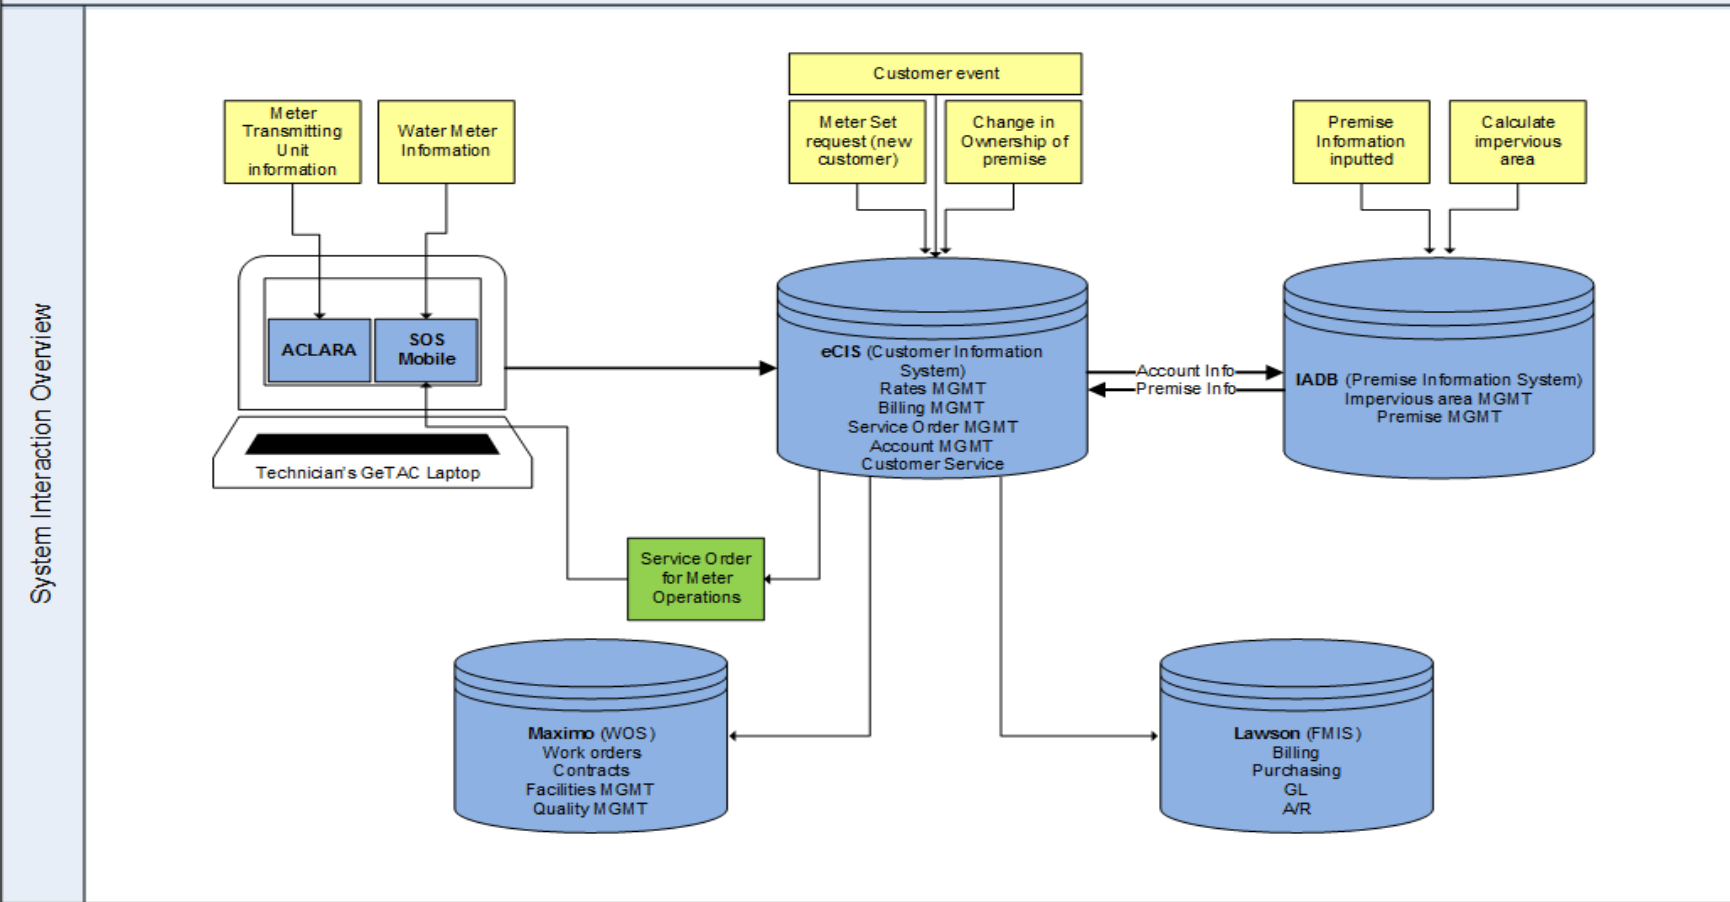 System Interaction Overview
Meter
Transmitting
Unit
information
Water Meter
Information
Customer event
Meter Set
request (new
customer)
Change in
Ownership of
premise
Premise
Information
inputted
Calculate
impervious
area
ACLARA
SOS
Mobile
Technician's GeTAC Laptop
eCIS (Customer Information
System)
Rates MGMT
Billing MGMT
Service Order MGMT
Account MGMT
Customer Service
Account Info
Premise Info
IADB (Premise Information System)
Impervious area MGMT
Premise MGMT
Service Order
for Meter
Operations
Maximo (WOS)
Work orders
Contracts
Facilities MGMT
Quality MGMT
Lawson (FMIS)
Billing
Purchasing
GL
A/R